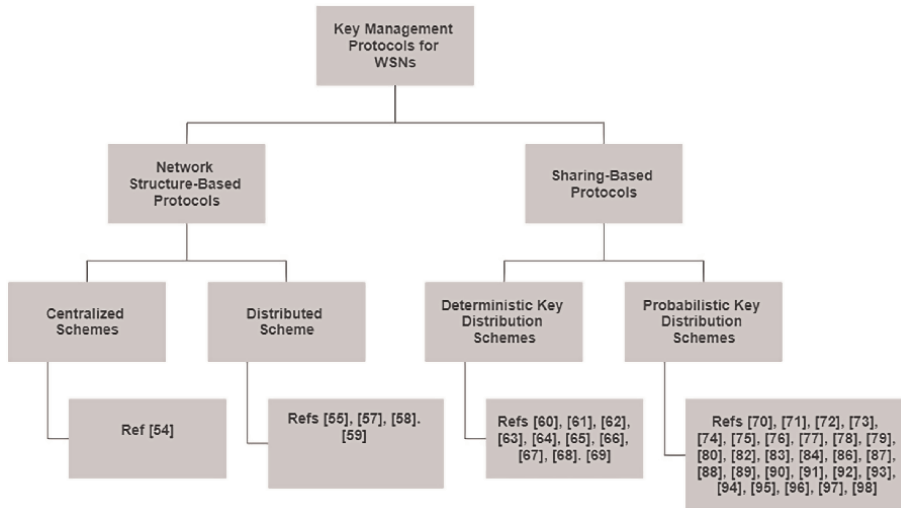 Key Management
Protocols for
WSNs
Network
Structure-Based
Protocols
Sharing-Based
Protocols
Centralized
Schemes
Distributed
Scheme
Deterministic Key
Distribution
Schemes
Probabilistic Key
Distribution
Schemes
Ref [54]
Refs [55], [57], [58].
[59]
Refs [60], [61], [62],
[63], [64], [65], [66],
[67], [68]. [69]
Refs [70], [71], [72], [73],
[74], [75], [76], [77], [78], [79],
[80], [82], [83], [84], [86], [87],
[88], [89], [90], [91], [92], [93],
[94], [95], [96], [97], [98]